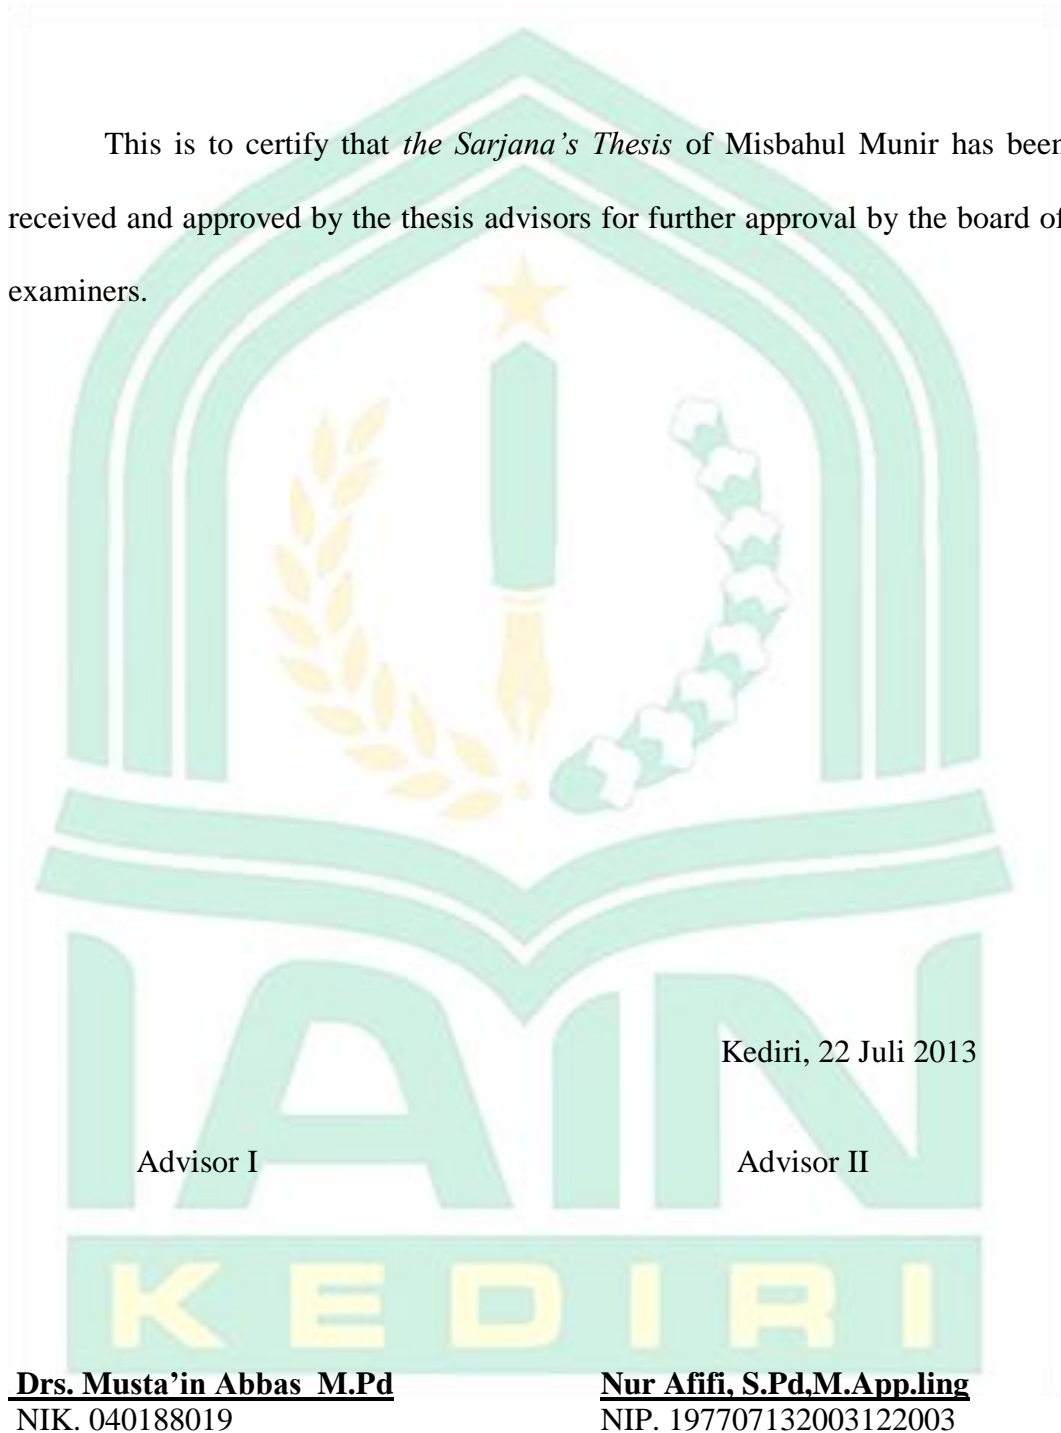 This is to certify that the Sarjana’s Thesis of Misbahul Munir has been
received and approved by the thesis advisors for further approval by the board of
examiners.
IAIN
Kediri, 22 Juli 2013
Advisor I Advisor II
KEDIRI
Drs. Musta’in Abbas M.Pd Nur Afifi, S.Pd,M.App.ling
NIK. 040188019 NIP. 197707132003122003